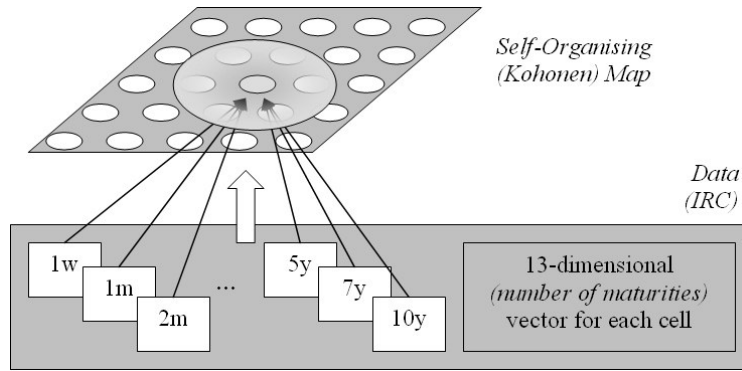 Self-Organising
(Kohonen) Map
Data
(IRC)
1w
1m
2m
...
5y
7y
10y
13-dimensional
(number of maturities)
vector for each cell